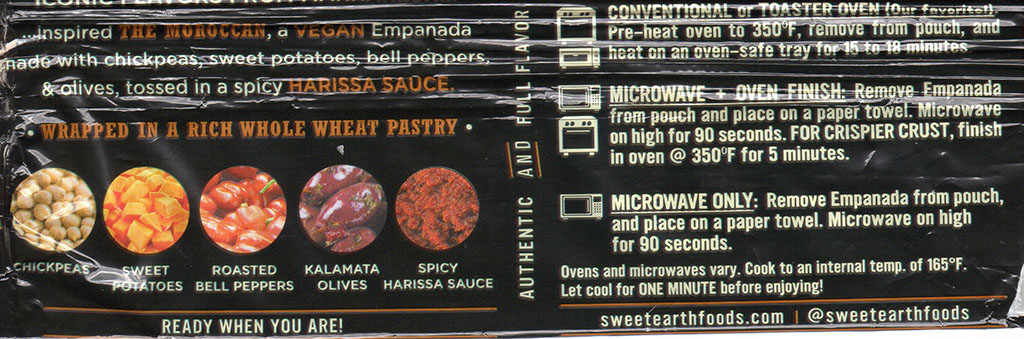 ICONIC FLAVORS FROM
...inspired THE MOROCCAN, a VEGAN Empanada
made with chickpeas, sweet potatoes, bell peppers,
& olives, tossed in a spicy HARISSA SAUCE.
• WRAPPED IN A RICH WHOLE WHEAT PASTRY •
CHICKPEAS
SWEET
POTATOES
ROASTED
BELL PEPPERS
KALAMATA
OLIVES
SPICY
HARISSA SAUCE
READY WHEN YOU ARE!
AUTHENTIC AND FULL FLAVOR
CONVENTIONAL or TOASTER OVEN (Our favorite!).
Pre-heat oven to 350ºF, remove from pouch, and
heat on an oven-safe tray for 15 to 18 minutes.
MICROWAVE + OVEN FINISH: Remove Empanada
from pouch and place on a paper towel. Microwave
on high for 90 seconds. FOR CRISPIER CRUST, finish
in oven @ 350ºF for 5 minutes.
MICROWAVE ONLY: Remove Empanada from pouch,
and place on a paper towel. Microwave on high
for 90 seconds.
Ovens and microwaves vary. Cook to an internal temp. of 165ºF.
Let cool for ONE MINUTE before enjoying!
sweetearthfoods.com | @sweetearthfoods